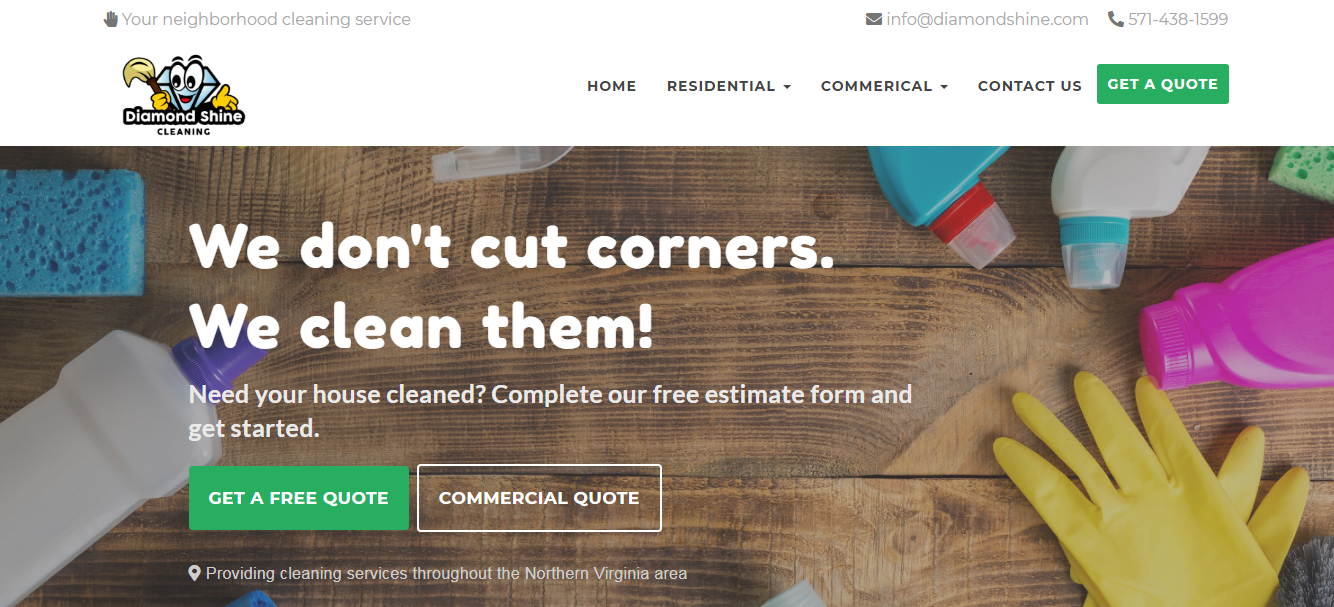 Your neighborhood cleaning service
info@diamondshine.com 571-438-1599
Diamond Shine
CLEANING
HOME RESIDENTIAL COMMERICAL CONTACT US GET A QUOTE
We don't cut corners.
We clean them!
Need your house cleaned? Complete our free estimate form and
get started.
GET A FREE QUOTE COMMERCIAL QUOTE
Providing cleaning services throughout the Northern Virginia area